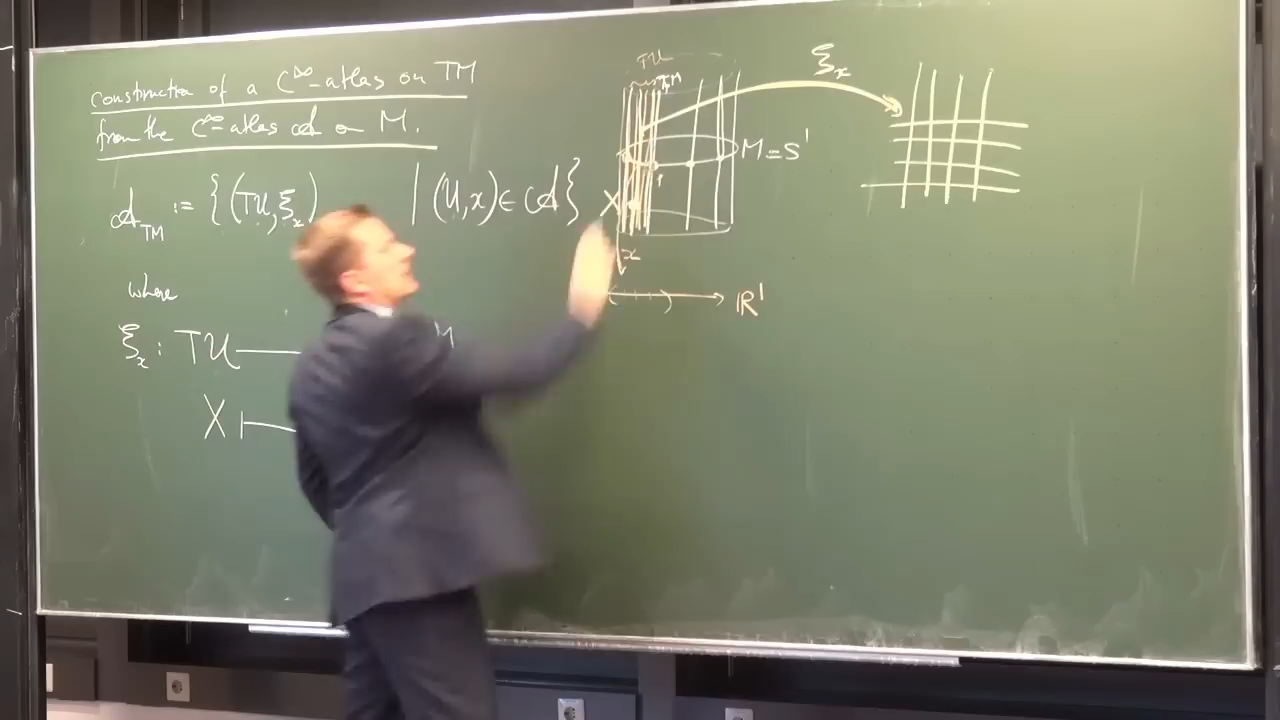 construction of a C^∞-atlas on TM
from the C^∞-atlas 𝒜 on M.
𝒜_TM := {(TU, ξ_x) | (U,x) ∈ 𝒜}
where
ξ_x : TU ⟶
X ⟼
TU
TM
M = S¹
X
x
ℝ¹
ξ_x